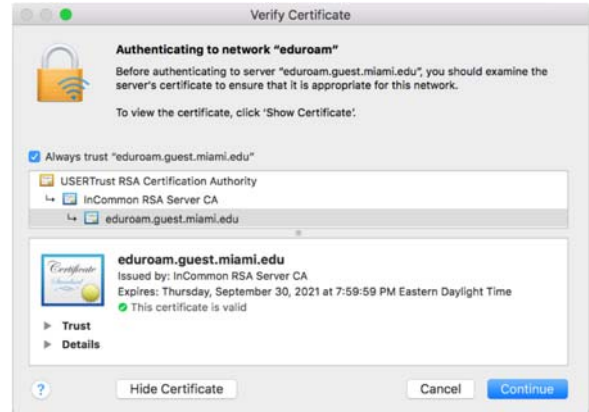 Verify Certificate
Authenticating to network “eduroam”
Before authenticating to server “eduroam.guest.miami.edu”, you should examine the
server’s certificate to ensure that it is appropriate for this network.
To view the certificate, click ‘Show Certificate’.
Always trust “eduroam.guest.miami.edu”
USERTrust RSA Certification Authority
InCommon RSA Server CA
eduroam.guest.miami.edu
Certificate
Standard
eduroam.guest.miami.edu
Issued by: InCommon RSA Server CA
Expires: Thursday, September 30, 2021 at 7:59:59 PM Eastern Daylight Time
This certificate is valid
Trust
Details
?
Hide Certificate
Cancel
Continue